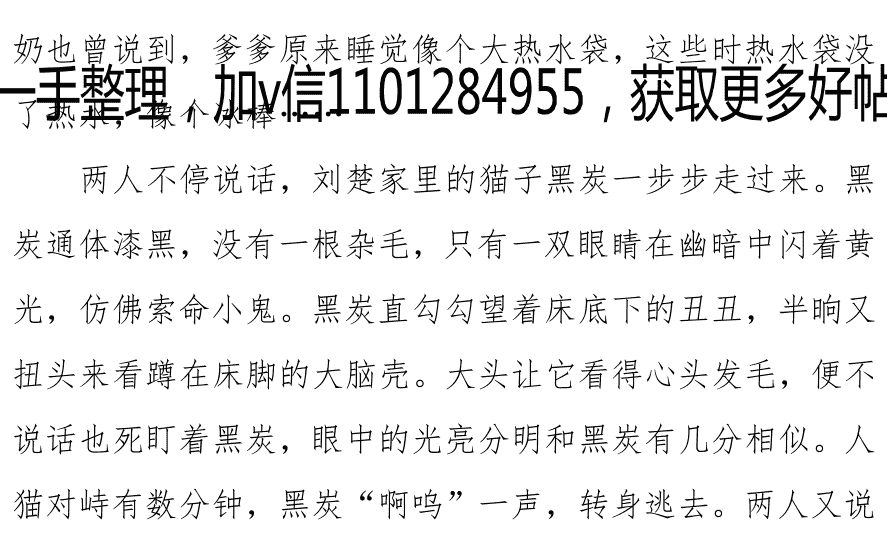 奶也曾说到，爹爹原来睡觉像个大热水袋，这些时热水袋没
一手整理，加v信1101284955，获取更多好帖
了热水，像个冰棒……
两人不停说话，刘楚家里的猫子黑炭一步步走过来。黑
炭通体漆黑，没有一根杂毛，只有一双眼睛在幽暗中闪着黄
光，仿佛索命小鬼。黑炭直勾勾望着床底下的丑丑，半晌又
扭头来看蹲在床脚的大脑壳。大头让它看得心头发毛，便不
说话也死盯着黑炭，眼中的光亮分明和黑炭有几分相似。人
猫对峙有数分钟，黑炭“啊呜”一声，转身逃去。两人又说